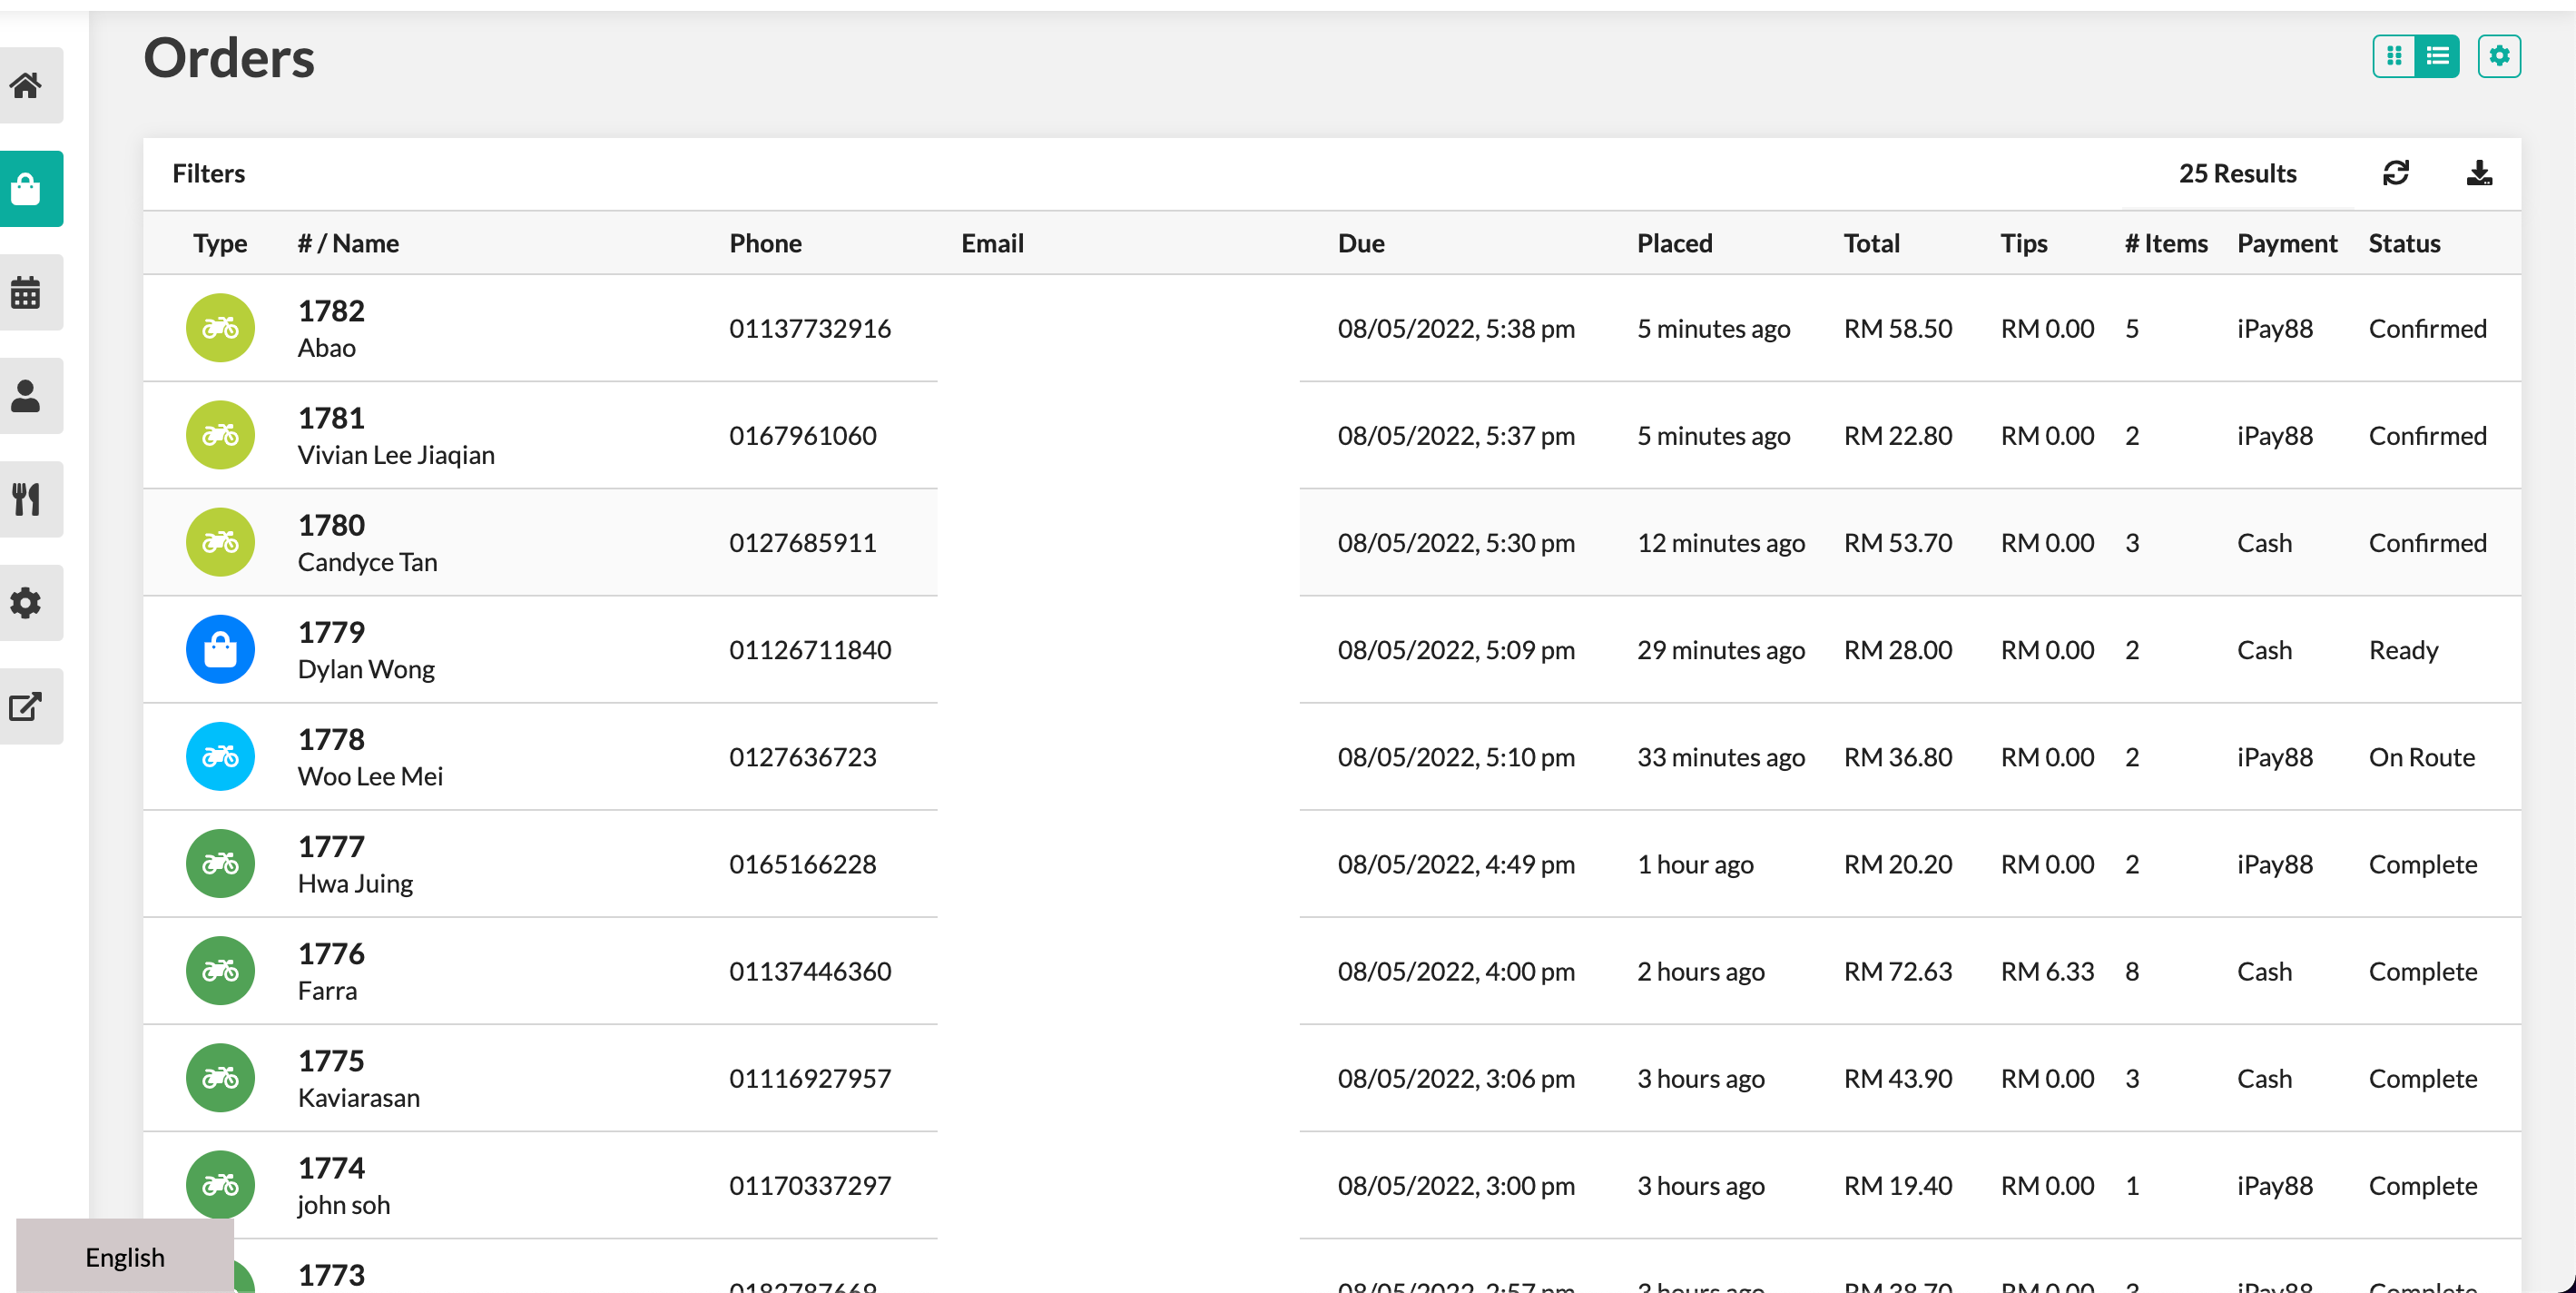 Orders
Filters 25 Results
Type # / Name Phone Email Due Placed Total Tips # Items Payment Status
1782
Abao 01137732916 08/05/2022, 5:38 pm 5 minutes ago RM 58.50 RM 0.00 5 iPay88 Confirmed
1781
Vivian Lee Jiaqian 0167961060 08/05/2022, 5:37 pm 5 minutes ago RM 22.80 RM 0.00 2 iPay88 Confirmed
1780
Candyce Tan 0127685911 08/05/2022, 5:30 pm 12 minutes ago RM 53.70 RM 0.00 3 Cash Confirmed
1779
Dylan Wong 01126711840 08/05/2022, 5:09 pm 29 minutes ago RM 28.00 RM 0.00 2 Cash Ready
1778
Woo Lee Mei 0127636723 08/05/2022, 5:10 pm 33 minutes ago RM 36.80 RM 0.00 2 iPay88 On Route
1777
Hwa Juing 0165166228 08/05/2022, 4:49 pm 1 hour ago RM 20.20 RM 0.00 2 iPay88 Complete
1776
Farra 01137446360 08/05/2022, 4:00 pm 2 hours ago RM 72.63 RM 6.33 8 Cash Complete
1775
Kaviarasan 01116927957 08/05/2022, 3:06 pm 3 hours ago RM 43.90 RM 0.00 3 Cash Complete
1774
john soh 01170337297 08/05/2022, 3:00 pm 3 hours ago RM 19.40 RM 0.00 1 iPay88 Complete
English
1773